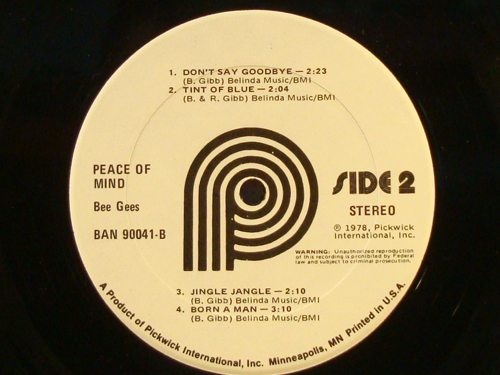 1. DON'T SAY GOODBYE — 2:23
(B. Gibb) Belinda Music/BMI
2. TINT OF BLUE — 2:04
(B. & R. Gibb) Belinda Music/BMI
PEACE OF
MIND
Bee Gees
BAN 90041-B
SIDE 2
STEREO
℗ 1978, Pickwick
International, Inc.
WARNING: Unauthorized reproduction
of this recording is prohibited by Federal
law and subject to criminal prosecution.
3. JINGLE JANGLE — 2:10
(B. Gibb) Belinda Music/BMI
4. BORN A MAN — 3:10
(B. Gibb) Belinda Music/BMI
A Product of Pickwick International, Inc. Minneapolis, MN Printed in U.S.A.